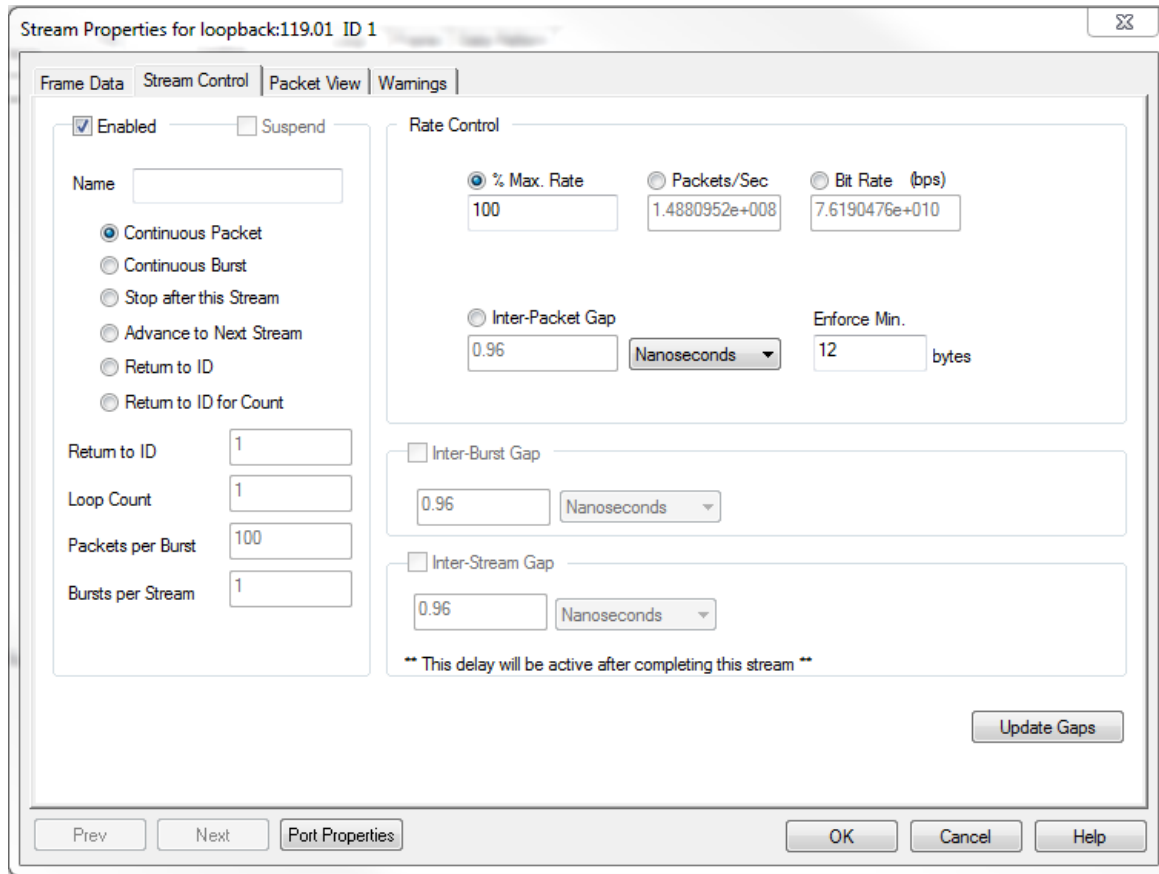 Stream Properties for loopback:119.01 ID 1
Frame Data Stream Control Packet View Warnings
Enabled Suspend
Name
Continuous Packet
Continuous Burst
Stop after this Stream
Advance to Next Stream
Return to ID
Return to ID for Count
Return to ID 1
Loop Count 1
Packets per Burst 100
Bursts per Stream 1
Rate Control
% Max. Rate Packets/Sec Bit Rate (bps)
100 1.4880952e+008 7.6190476e+010
Inter-Packet Gap Enforce Min.
0.96 Nanoseconds 12 bytes
Inter-Burst Gap
0.96 Nanoseconds
Inter-Stream Gap
0.96 Nanoseconds
** This delay will be active after completing this stream **
Update Gaps
Prev Next Port Properties OK Cancel Help